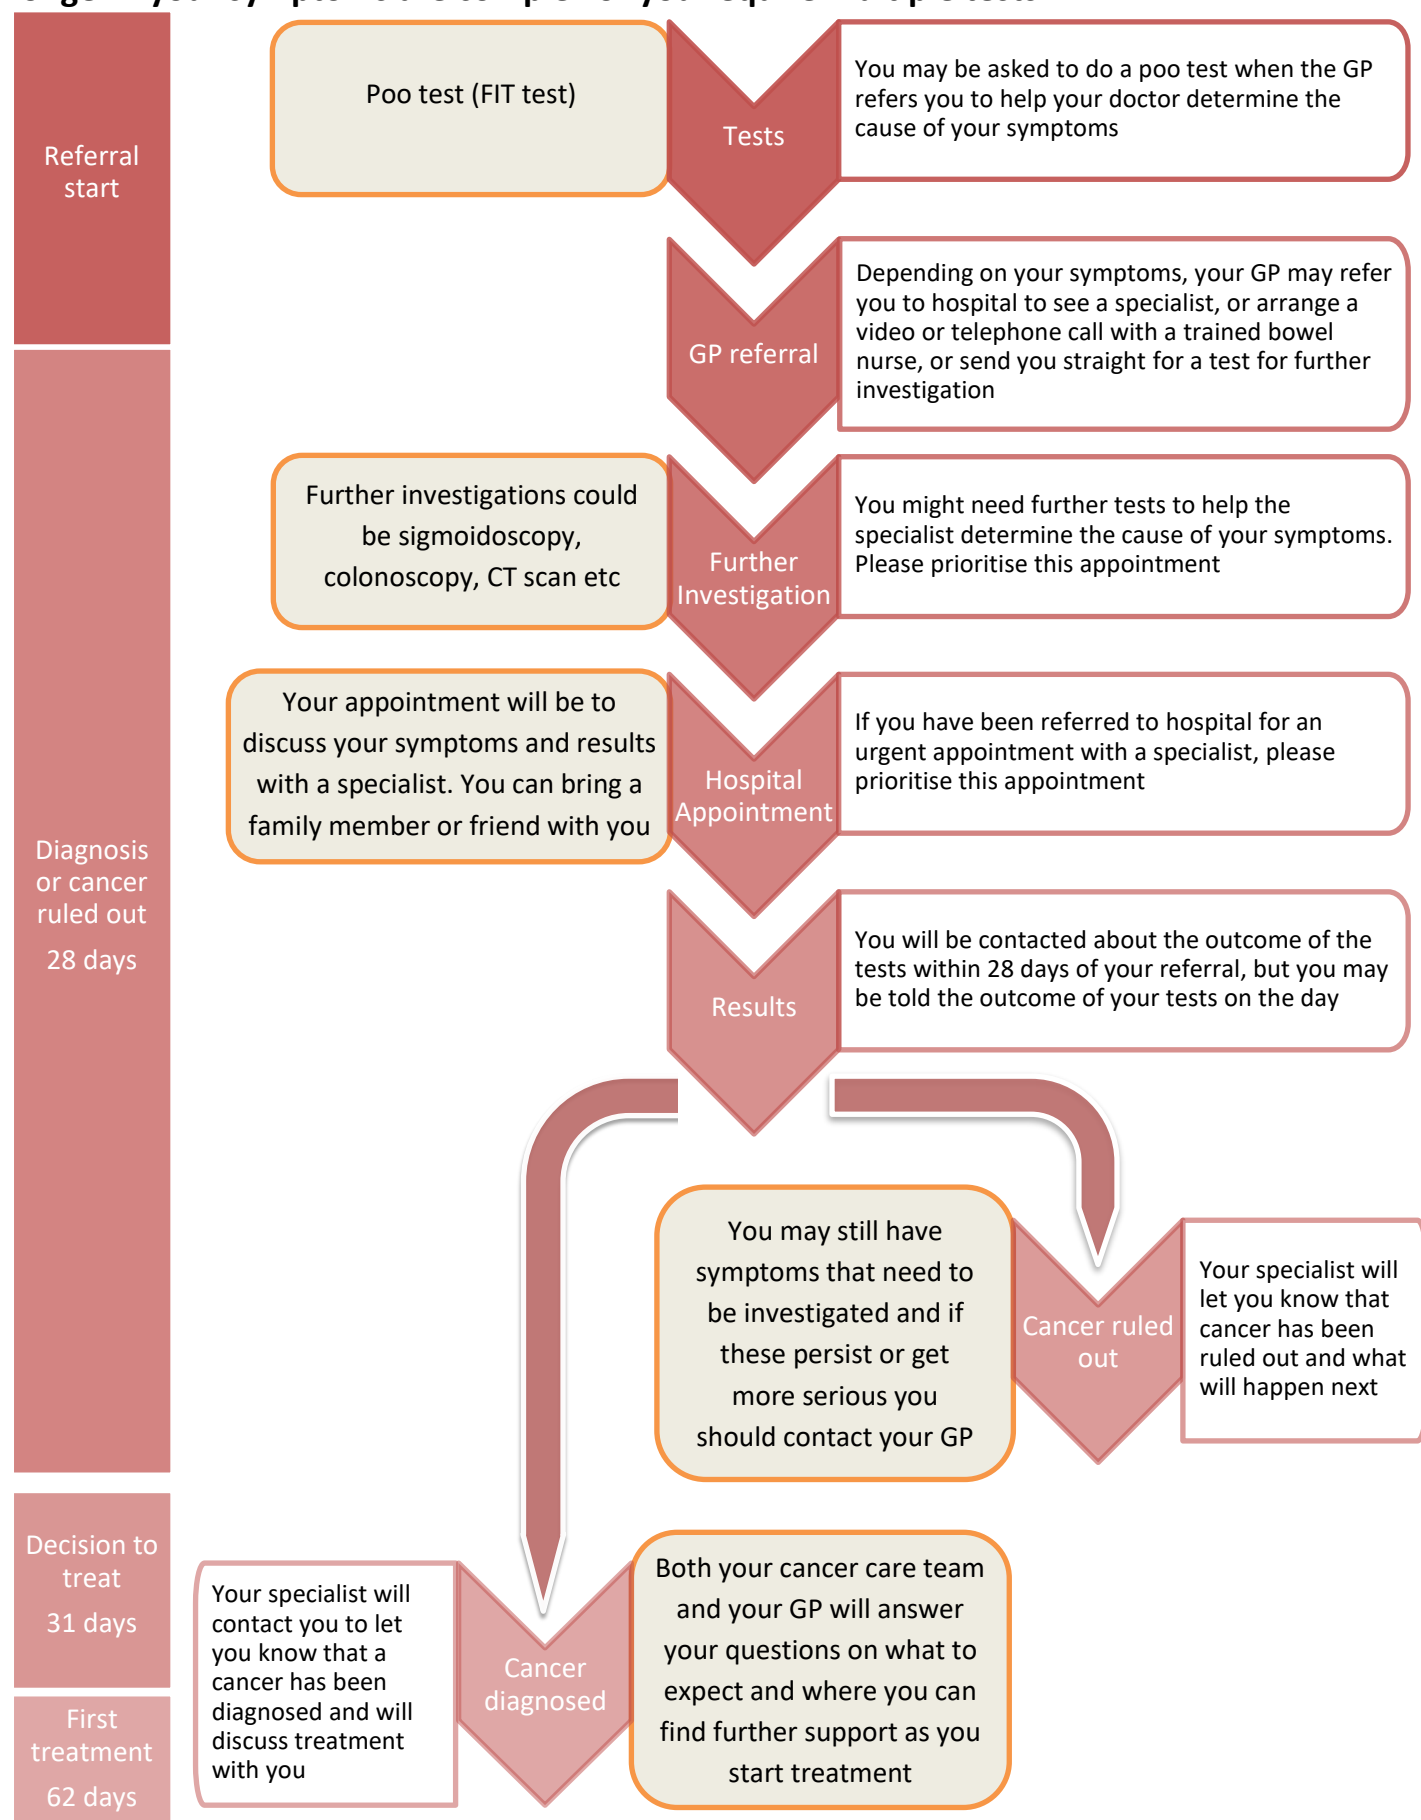 Referral
start
Poo test (FIT test)
Tests
You may be asked to do a poo test when the GP
refers you to help your doctor determine the
cause of your symptoms
GP referral
Depending on your symptoms, your GP may refer
you to hospital to see a specialist, or arrange a
video or telephone call with a trained bowel
nurse, or send you straight for a test for further
investigation
Diagnosis
or cancer
ruled out
28 days
Further investigations could
be sigmoidoscopy,
colonoscopy, CT scan etc
Further
Investigation
You might need further tests to help the
specialist determine the cause of your symptoms.
Please prioritise this appointment
Your appointment will be to
discuss your symptoms and results
with a specialist. You can bring a
family member or friend with you
Hospital
Appointment
If you have been referred to hospital for an
urgent appointment with a specialist, please
prioritise this appointment
Results
You will be contacted about the outcome of the
tests within 28 days of your referral, but you may
be told the outcome of your tests on the day
You may still have
symptoms that need to
be investigated and if
these persist or get
more serious you
should contact your GP
Cancer ruled
out
Your specialist will
let you know that
cancer has been
ruled out and what
will happen next
Decision to
treat
31 days
First
treatment
62 days
Your specialist will
contact you to let
you know that a
cancer has been
diagnosed and will
discuss treatment
with you
Cancer
diagnosed
Both your cancer care team
and your GP will answer
your questions on what to
expect and where you can
find further support as you
start treatment